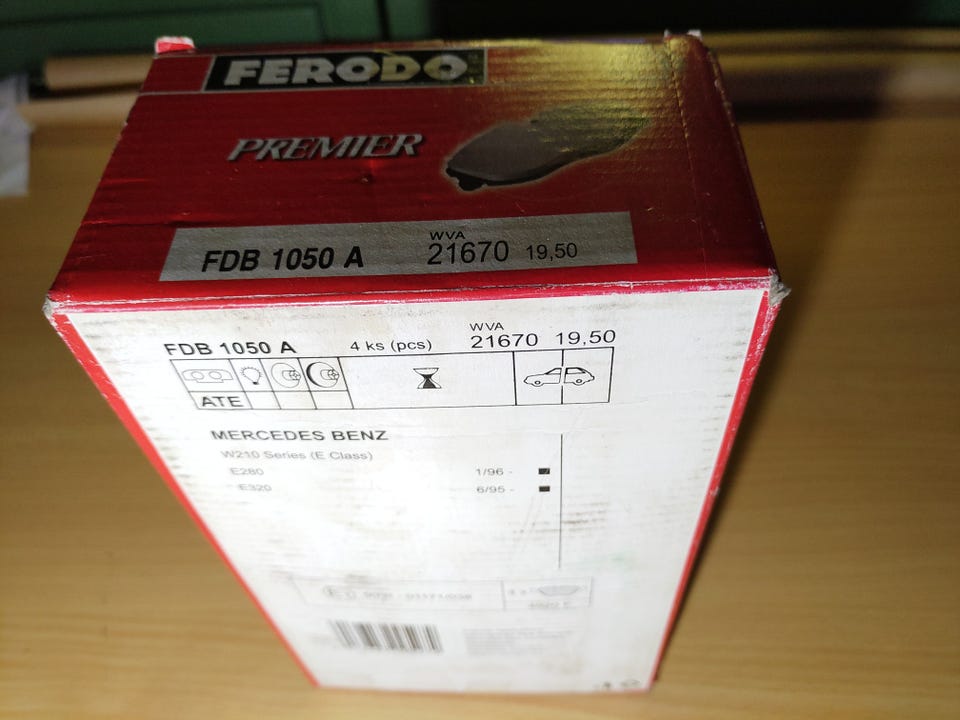 FERODO
PREMIER
FDB 1050 A WVA 21670 19,50
FDB 1050 A 4 ks (pcs) WVA 21670 19,50
ATE
MERCEDES BENZ
W210 Series (E Class)
E280 1/96 -
E320 6/95 -